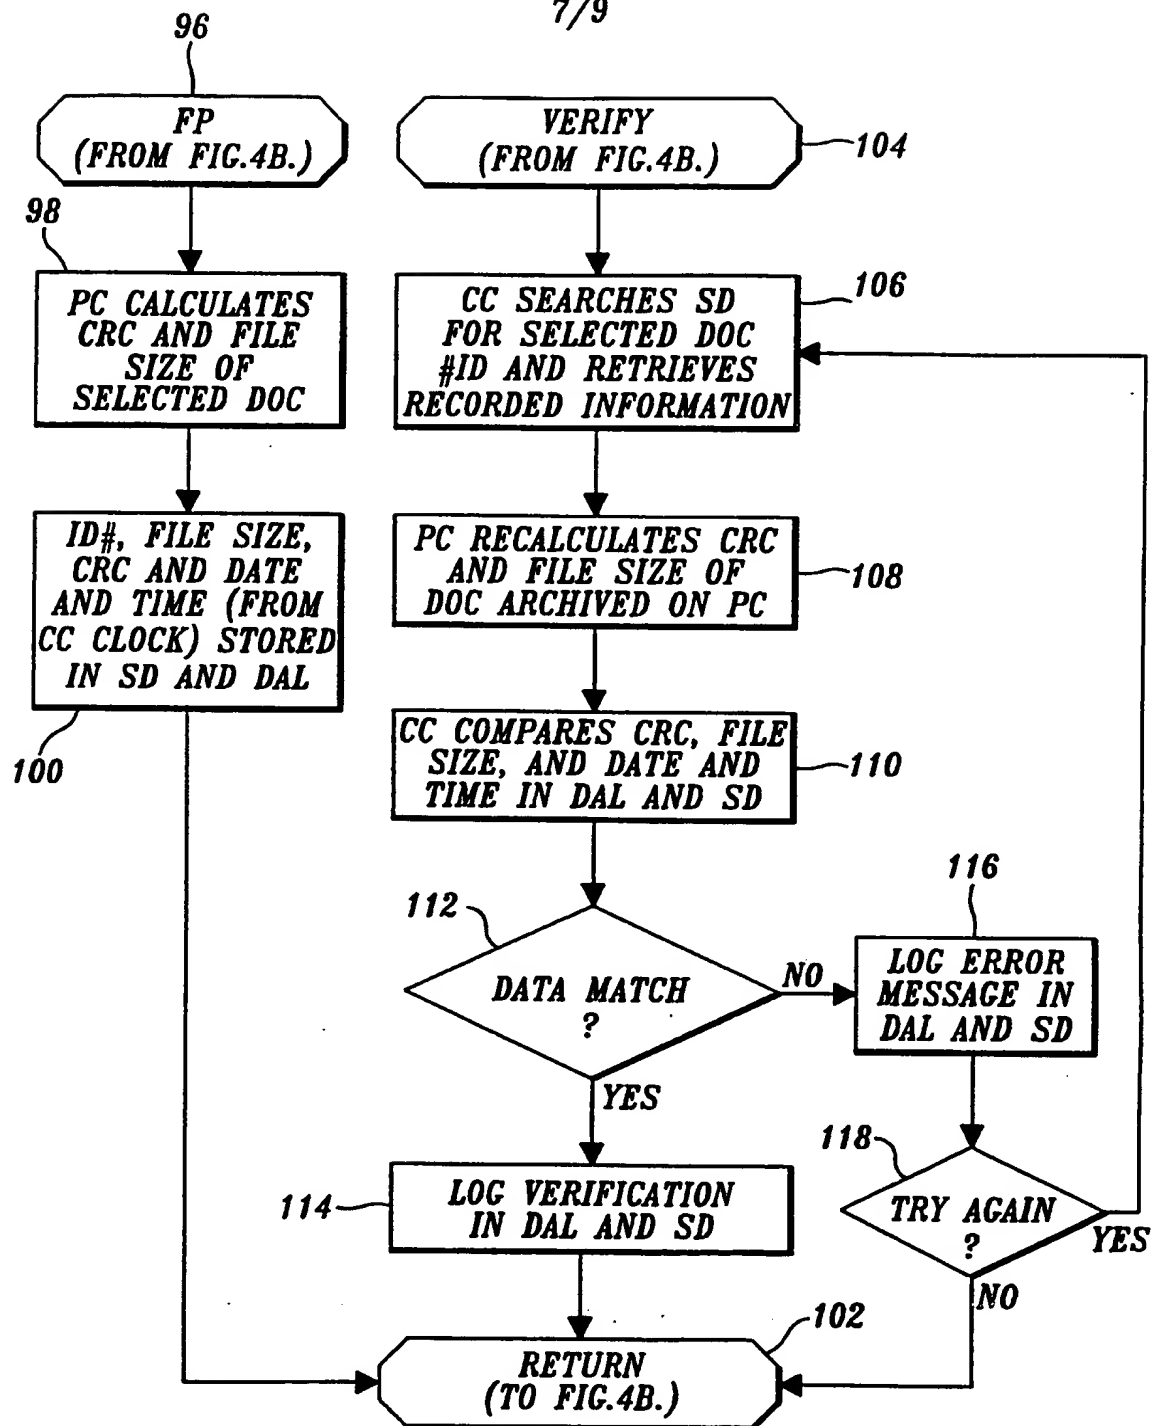 7/9
96
FP
(FROM FIG.4B.)
98
PC CALCULATES
CRC AND FILE
SIZE OF
SELECTED DOC
ID#, FILE SIZE,
CRC AND DATE
AND TIME (FROM
CC CLOCK) STORED
IN SD AND DAL
100
VERIFY
(FROM FIG.4B.)
104
CC SEARCHES SD
FOR SELECTED DOC
#ID AND RETRIEVES
RECORDED INFORMATION
106
PC RECALCULATES CRC
AND FILE SIZE OF
DOC ARCHIVED ON PC
108
CC COMPARES CRC, FILE
SIZE, AND DATE AND
TIME IN DAL AND SD
110
112
DATA MATCH
?
NO
YES
116
LOG ERROR
MESSAGE IN
DAL AND SD
118
TRY AGAIN
?
YES
NO
114
LOG VERIFICATION
IN DAL AND SD
102
RETURN
(TO FIG.4B.)